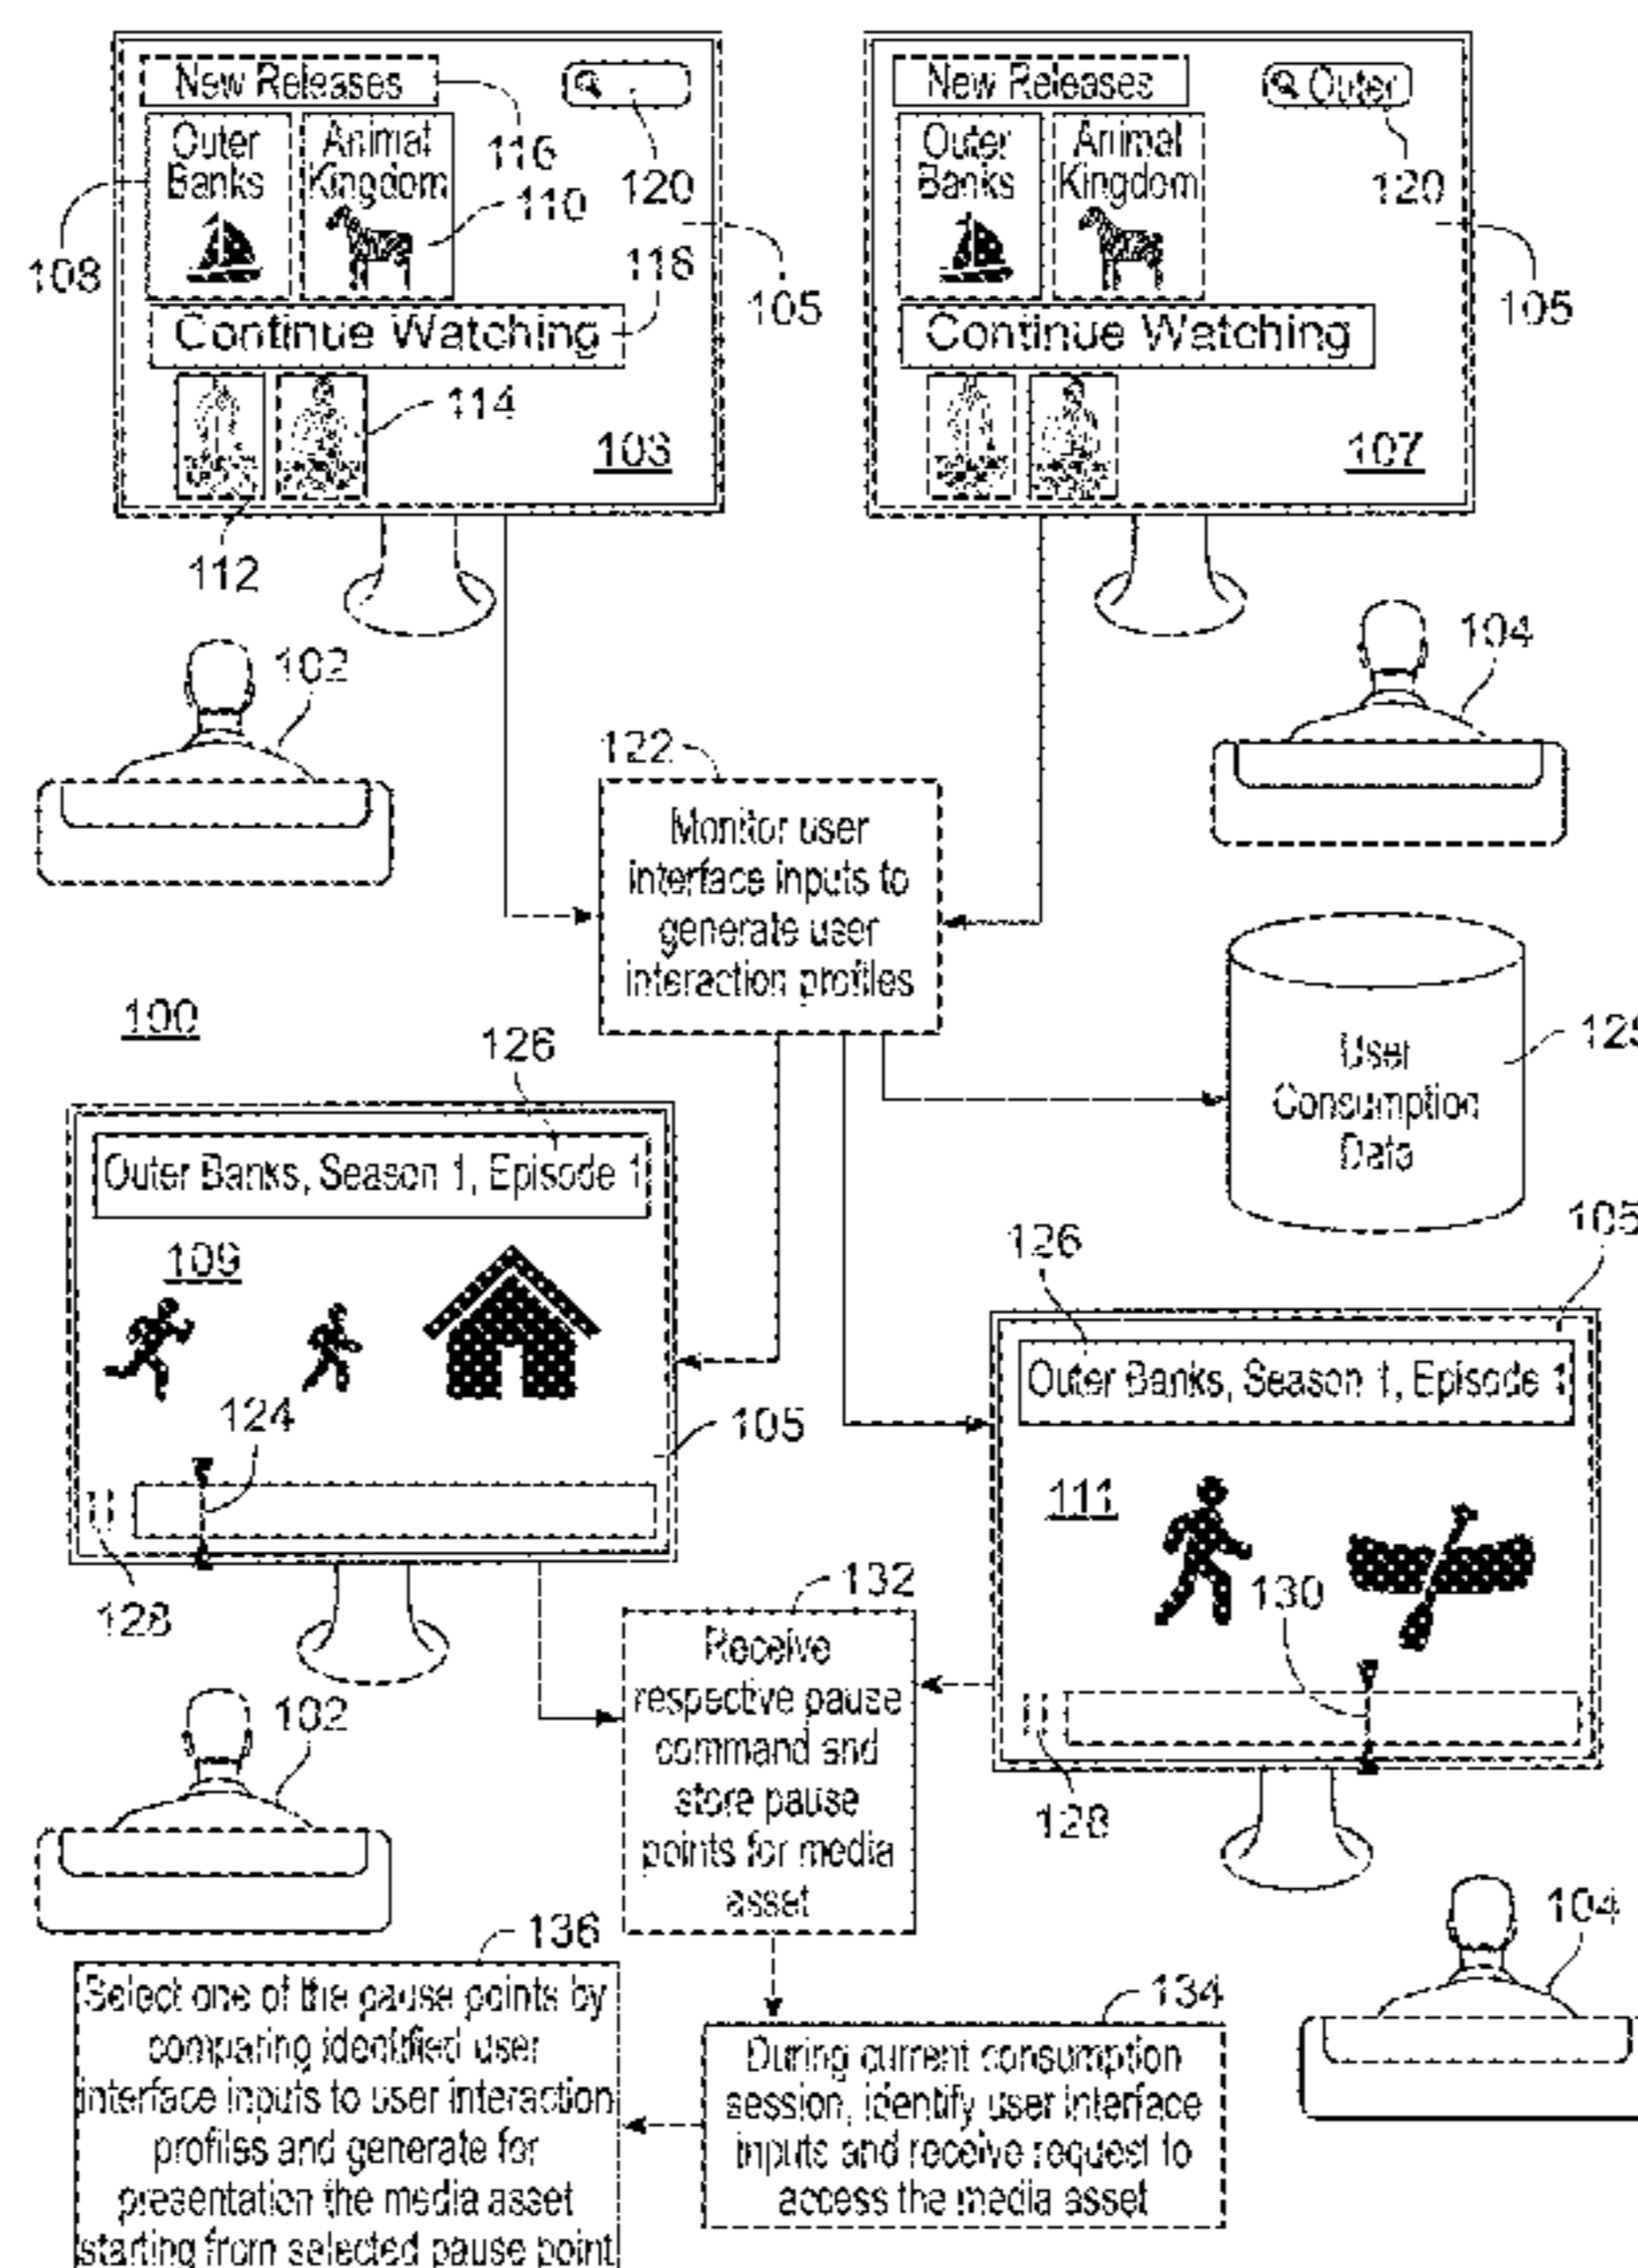 New Releases
Outer
Banks
Animal
Kingdom
116
120
110
108
118
105
Continue Watching
114
103
112
New Releases
Outer
Outer
Banks
Animal
Kingdom
120
105
Continue Watching
107
102
104
122
Monitor user
interface inputs to
generate user
interaction profiles
100
User
Consumption
Data
126
Outer Banks, Season 1, Episode 1
109
124
105
128
126
105
Outer Banks, Season 1, Episode 1
111
130
128
132
Receive
respective pause
command and
store pause
points for media
asset
102
104
136
Select one of the pause points by
comparing identified user
interface inputs to user interaction
profiles and generate for
presentation the media asset
starting from selected pause point
134
During current consumption
session, identify user interface
inputs and receive request to
access the media asset